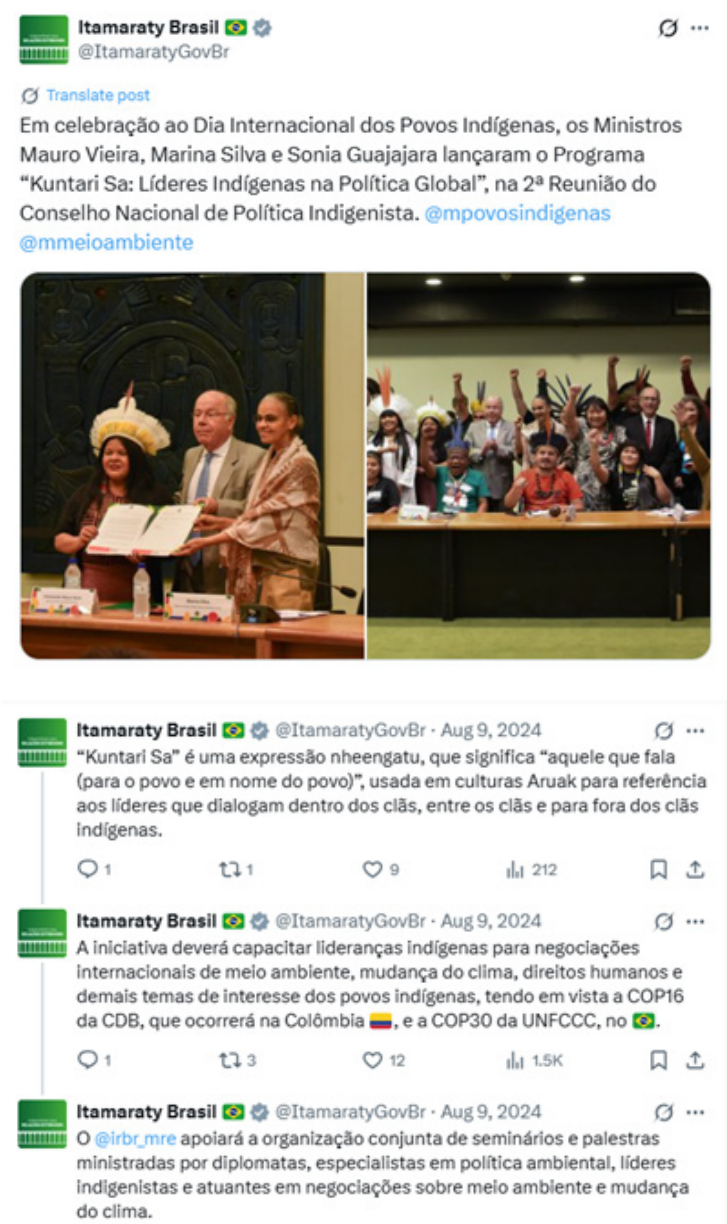 Itamaraty Brasil
@ItamaratyGovBr
Translate post
Em celebração ao Dia Internacional dos Povos Indígenas, os Ministros
Mauro Vieira, Marina Silva e Sonia Guajajara lançaram o Programa
“Kuntari Sa: Líderes Indígenas na Política Global”, na 2ª Reunião do
Conselho Nacional de Política Indigenista. @mpovosindigenas
@mmeioambiente
Itamaraty Brasil @ItamaratyGovBr · Aug 9, 2024
“Kuntari Sa” é uma expressão nheengatu, que significa “aquele que fala
(para o povo e em nome do povo)”, usada em culturas Aruak para referência
aos líderes que dialogam dentro dos clãs, entre os clãs e para fora dos clãs
indígenas.
1 1 9 212
Itamaraty Brasil @ItamaratyGovBr · Aug 9, 2024
A iniciativa deverá capacitar lideranças indígenas para negociações
internacionais de meio ambiente, mudança do clima, direitos humanos e
demais temas de interesse dos povos indígenas, tendo em vista a COP16
da CDB, que ocorrerá na Colômbia 🇨🇴, e a COP30 da UNFCCC, no 🇧🇷.
1 3 12 1.5K
Itamaraty Brasil @ItamaratyGovBr · Aug 9, 2024
O @irbr_mre apoiará a organização conjunta de seminários e palestras
ministradas por diplomatas, especialistas em política ambiental, líderes
indigenistas e atuantes em negociações sobre meio ambiente e mudança
do clima.